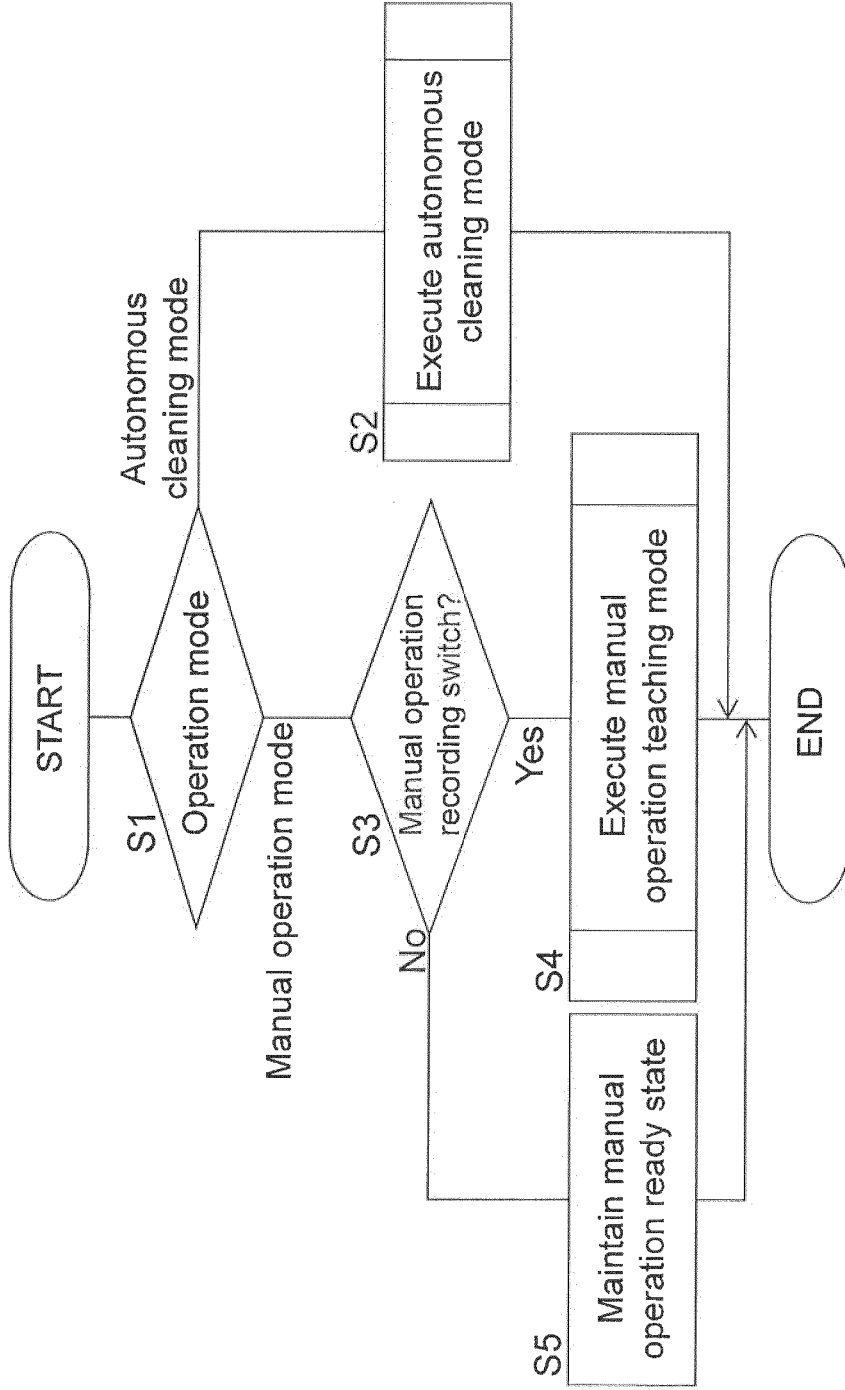 START
S1
Operation mode
Autonomous
cleaning mode
Manual operation mode
S2
Execute autonomous
cleaning mode
S3
Manual operation
recording switch?
No
Yes
S5
Maintain manual
operation ready state
S4
Execute manual
operation teaching mode
END